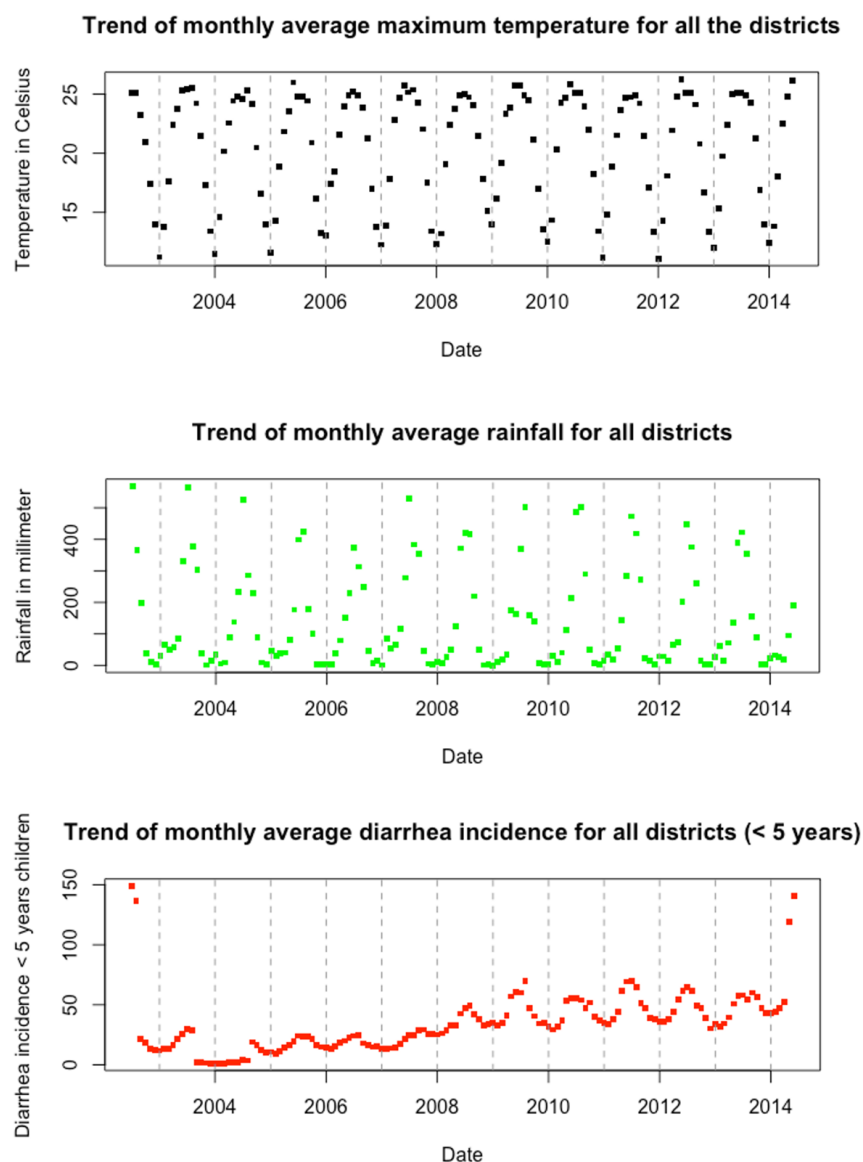 Trend of monthly average maximum temperature for all the districts
Temperature in Celsius
25
20
15
2004 2006 2008 2010 2012 2014
Date
Trend of monthly average rainfall for all districts
Rainfall in millimeter
400
200
0
2004 2006 2008 2010 2012 2014
Date
Trend of monthly average diarrhea incidence for all districts (< 5 years)
Diarrhea incidence < 5 years children
150
100
50
0
2004 2006 2008 2010 2012 2014
Date